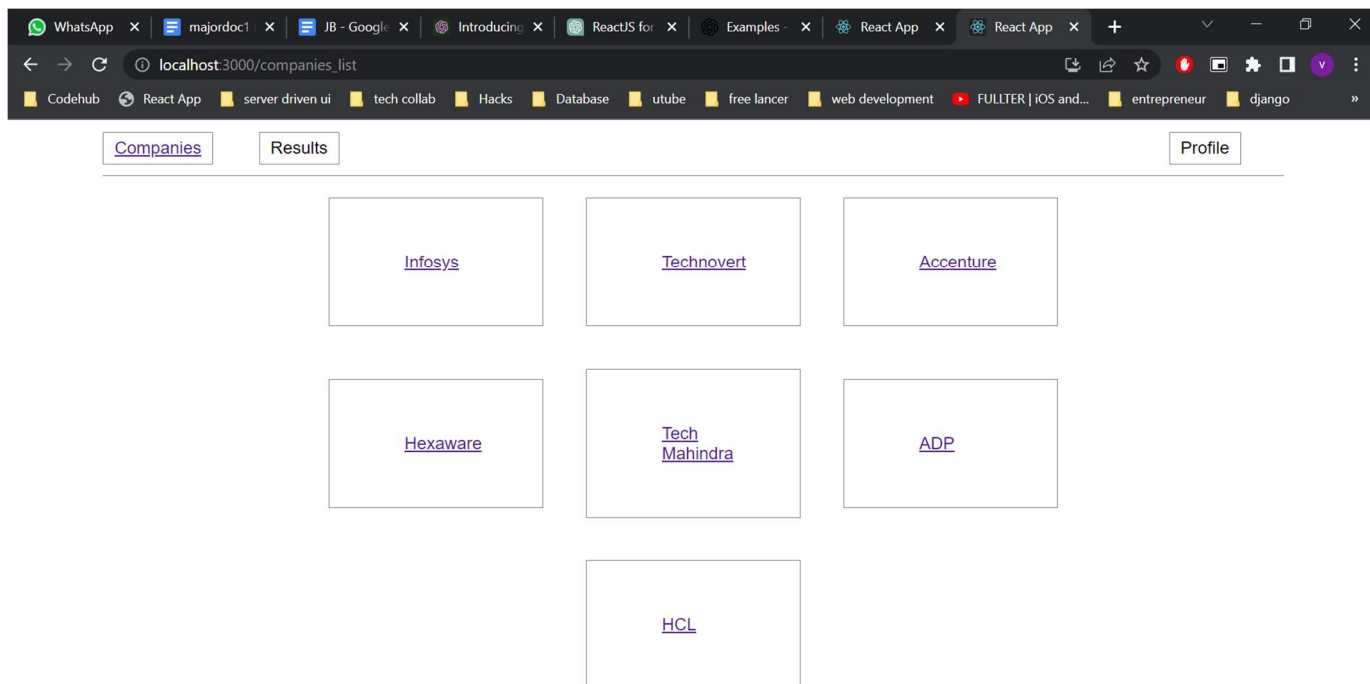 WhatsApp majordoc1 JB - Google Introducing ReactJS for Examples - React App React App
localhost:3000/companies_list
Codehub React App server driven ui tech collab Hacks Database utube free lancer web development FULLTER | iOS and... entrepreneur django »
V
Companies Results Profile
Infosys Technovert Accenture
Hexaware Tech Mahindra ADP
HCL